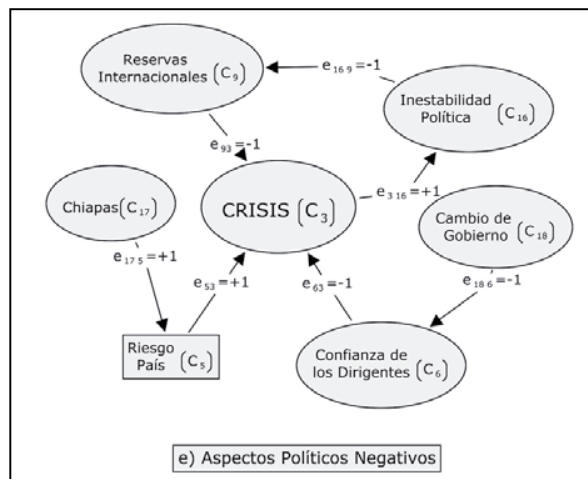 Reservas
Internacionales (C₉)
e₁₆ ₉=-1
Inestabilidad
Política (C₁₆)
e₉₃=-1
Chiapas(C₁₇)
CRISIS (C₃)
e₃ ₁₆=+1
Cambio de
Gobierno (C₁₈)
e₁₇ ₅=+1
e₅₃=+1
e₆₃=-1
e₁₈ ₆=-1
Riesgo
País (C₅)
Confianza de
los Dirigentes (C₆)
e) Aspectos Políticos Negativos